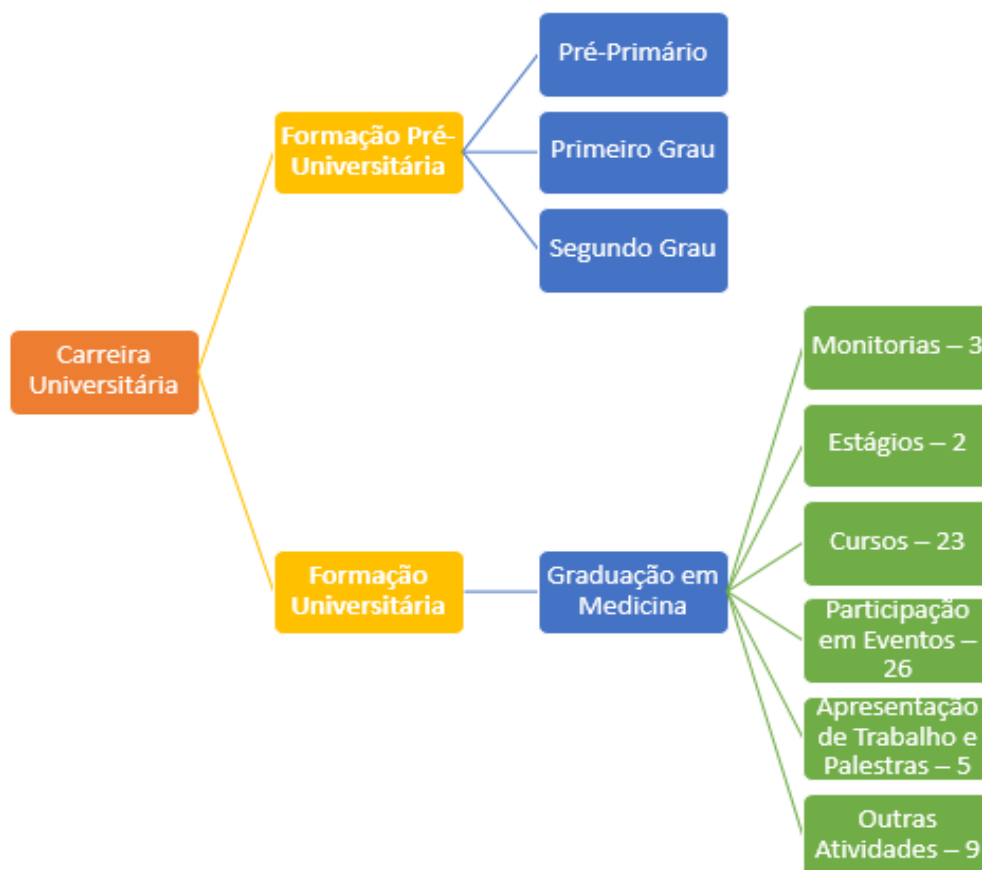 Pré-Primário
Formação Pré-
Universitária
Primeiro Grau
Segundo Grau
Carreira
Universitária
Monitorias – 3
Estágios – 2
Cursos – 23
Formação
Universitária
Graduação em
Medicina
Participação
em Eventos –
26
Apresentação
de Trabalho e
Palestras – 5
Outras
Atividades – 9